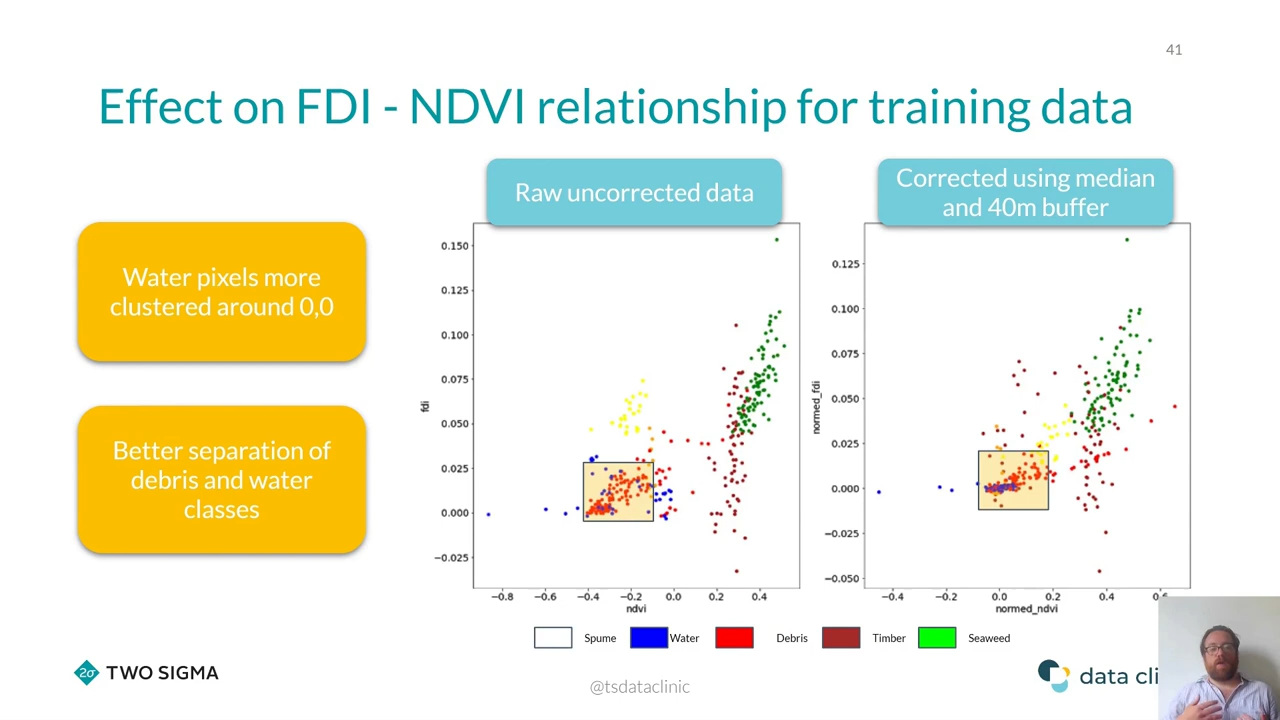 41
Effect on FDI - NDVI relationship for training data
Raw uncorrected data
Corrected using median
and 40m buffer
Water pixels more
clustered around 0,0
Better separation of
debris and water
classes
0.150
0.125
0.100
0.075
0.050
0.025
0.000
−0.025
fdi
−0.8 −0.6 −0.4 −0.2 0.0 0.2 0.4
ndvi
0.125
0.100
0.075
0.050
0.025
0.000
−0.025
−0.050
normed_fdi
−0.4 −0.2 0.0 0.2 0.4
normed_ndvi
Spume Water Debris Timber Seaweed
2σ TWO SIGMA
@tsdataclinic
data cli